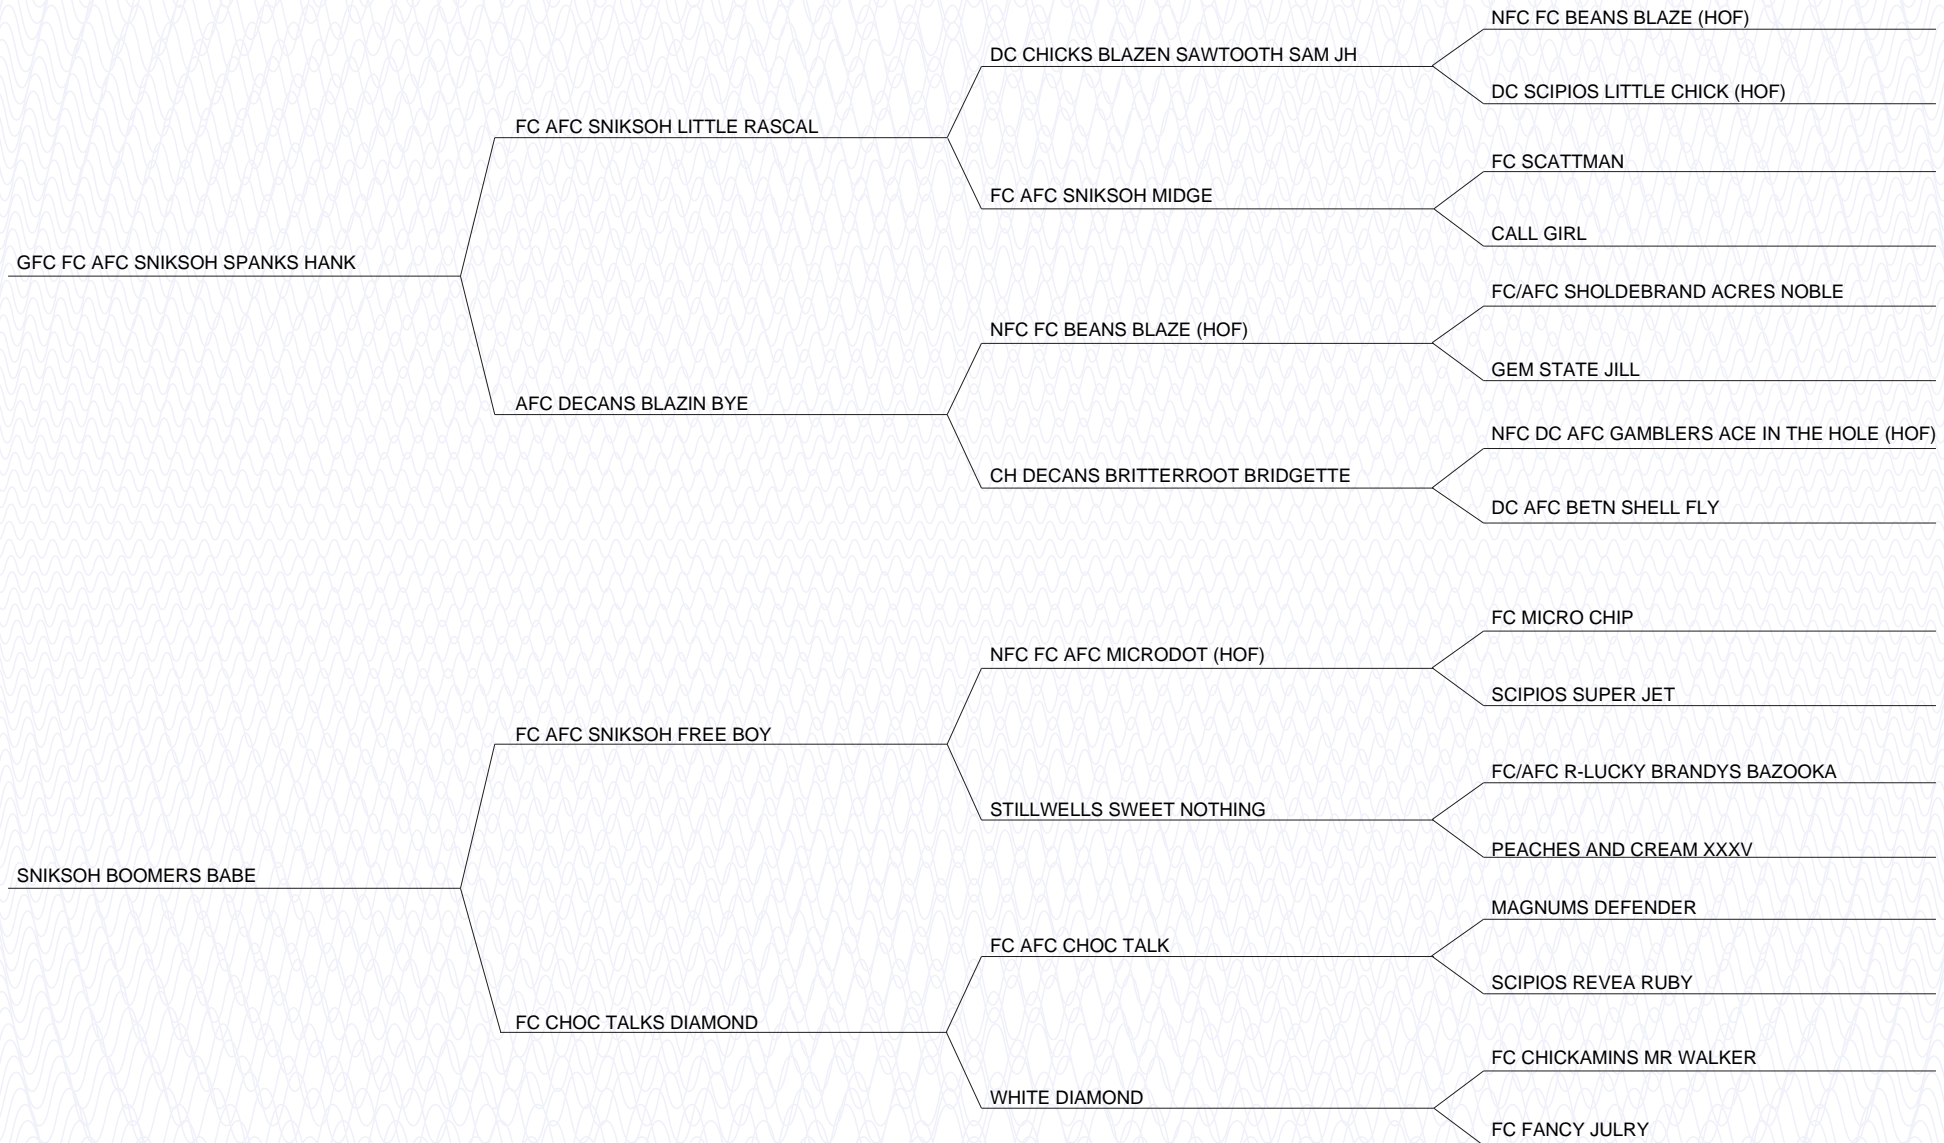 NFC FC BEANS BLAZE (HOF)
DC CHICKS BLAZEN SAWTOOTH SAM JH
DC SCIPIOS LITTLE CHICK (HOF)
FC AFC SNIKSOH LITTLE RASCAL
FC SCATTMAN
FC AFC SNIKSOH MIDGE
CALL GIRL
GFC FC AFC SNIKSOH SPANKS HANK
FC/AFC SHOLDEBRAND ACRES NOBLE
NFC FC BEANS BLAZE (HOF)
GEM STATE JILL
AFC DECANS BLAZIN BYE
NFC DC AFC GAMBLERS ACE IN THE HOLE (HOF)
CH DECANS BRITTERROOT BRIDGETTE
DC AFC BETN SHELL FLY
FC MICRO CHIP
NFC FC AFC MICRODOT (HOF)
SCIPIOS SUPER JET
FC AFC SNIKSOH FREE BOY
FC/AFC R-LUCKY BRANDYS BAZOOKA
STILLWELLS SWEET NOTHING
PEACHES AND CREAM XXXV
SNIKSOH BOOMERS BABE
MAGNUMS DEFENDER
FC AFC CHOC TALK
SCIPIOS REVEA RUBY
FC CHOC TALKS DIAMOND
FC CHICKAMINS MR WALKER
WHITE DIAMOND
FC FANCY JULRY